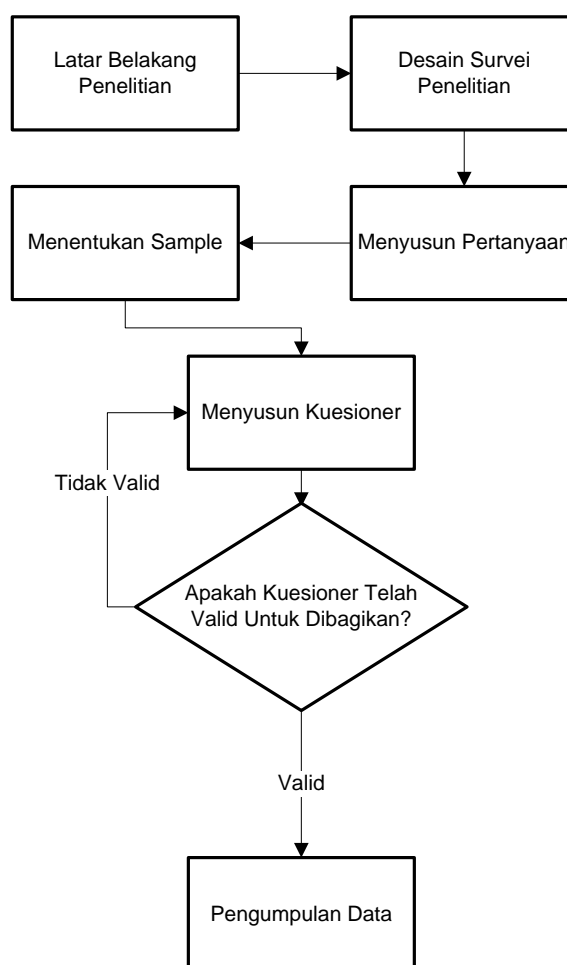 Latar Belakang
Penelitian
Desain Survei
Penelitian
Menentukan Sample
Menyusun Pertanyaan
Menyusun Kuesioner
Tidak Valid
Apakah Kuesioner Telah
Valid Untuk Dibagikan?
Valid
Pengumpulan Data